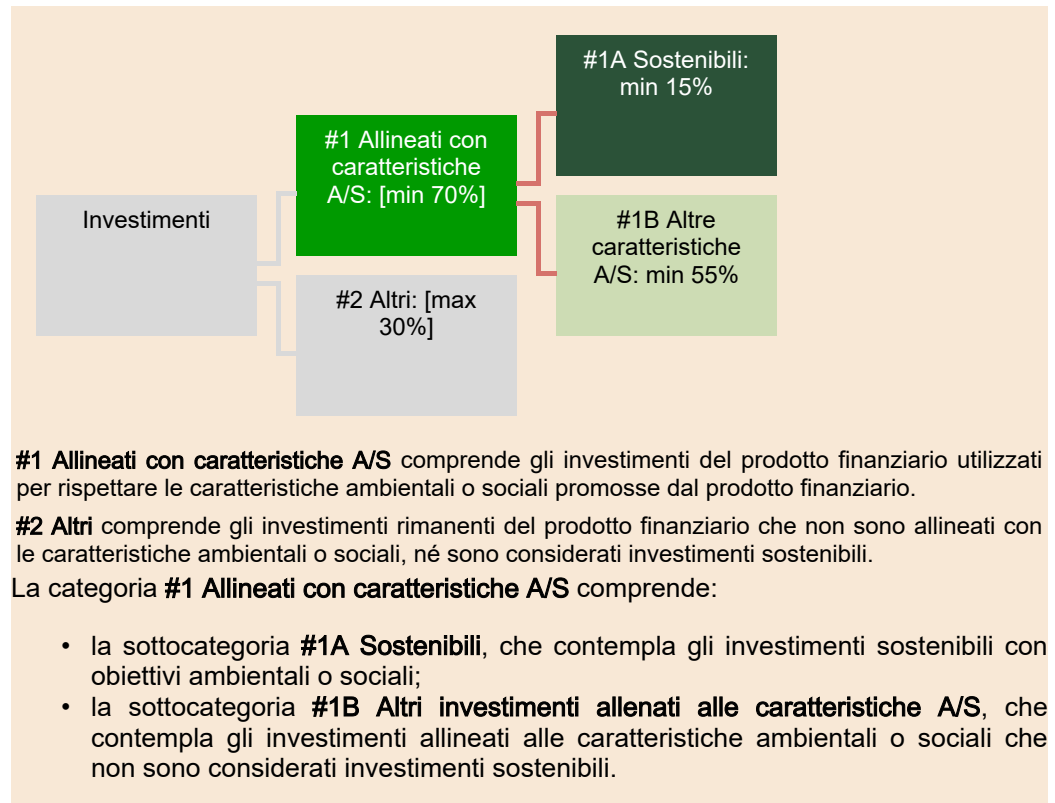 #1A Sostenibili:
min 15%
#1 Allineati con
caratteristiche
A/S: [min 70%]
Investimenti
#1B Altre
caratteristiche
A/S: min 55%
#2 Altri: [max
30%]
#1 Allineati con caratteristiche A/S comprende gli investimenti del prodotto finanziario utilizzati
per rispettare le caratteristiche ambientali o sociali promosse dal prodotto finanziario.
#2 Altri comprende gli investimenti rimanenti del prodotto finanziario che non sono allineati con
le caratteristiche ambientali o sociali, né sono considerati investimenti sostenibili.
La categoria #1 Allineati con caratteristiche A/S comprende:
• la sottocategoria #1A Sostenibili, che contempla gli investimenti sostenibili con
obiettivi ambientali o sociali;
• la sottocategoria #1B Altri investimenti allenati alle caratteristiche A/S, che
contempla gli investimenti allineati alle caratteristiche ambientali o sociali che
non sono considerati investimenti sostenibili.